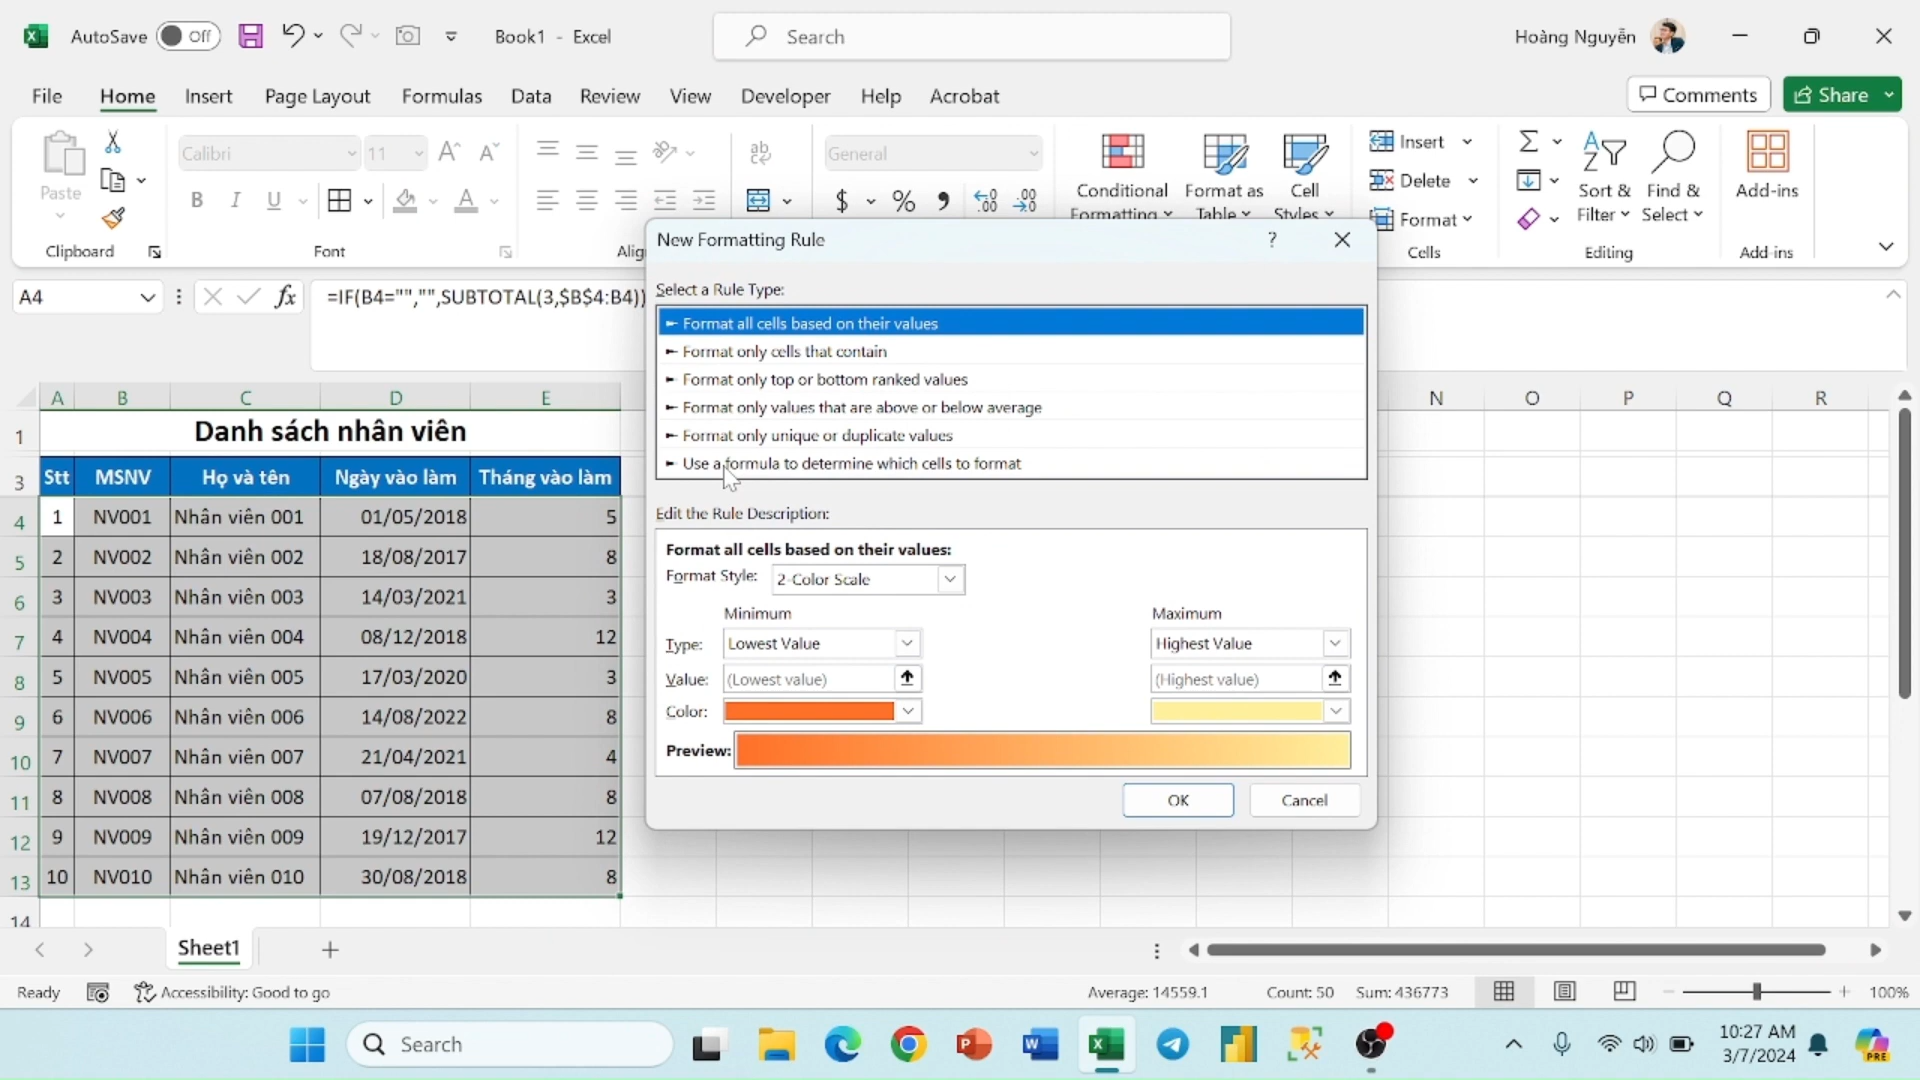 AutoSave Off Book1 - Excel Search Hoàng Nguyễn
File Home Insert Page Layout Formulas Data Review View Developer Help Acrobat Comments Share
Paste
Clipboard
Calibri 11
B I U
Font
ab
General
$ % 9 .00 .00
Conditional Formatting
Format as Table
Cell Styles
Insert
Delete
Format
Cells
Sort & Filter
Find & Select
Editing
Add-ins
Add-ins
A4 fx =IF(B4="","",SUBTOTAL(3,$B$4:B4))
A B C D E N O P Q R
1 Danh sách nhân viên
3 Stt MSNV Họ và tên Ngày vào làm Tháng vào làm
4 1 NV001 Nhân viên 001 01/05/2018 5
5 2 NV002 Nhân viên 002 18/08/2017 8
6 3 NV003 Nhân viên 003 14/03/2021 3
7 4 NV004 Nhân viên 004 08/12/2018 12
8 5 NV005 Nhân viên 005 17/03/2020 3
9 6 NV006 Nhân viên 006 14/08/2022 8
10 7 NV007 Nhân viên 007 21/04/2021 4
11 8 NV008 Nhân viên 008 07/08/2018 8
12 9 NV009 Nhân viên 009 19/12/2017 12
13 10 NV010 Nhân viên 010 30/08/2018 8
14
New Formatting Rule ?
Select a Rule Type:
► Format all cells based on their values
► Format only cells that contain
► Format only top or bottom ranked values
► Format only values that are above or below average
► Format only unique or duplicate values
► Use a formula to determine which cells to format
Edit the Rule Description:
Format all cells based on their values:
Format Style: 2-Color Scale
Minimum Maximum
Type: Lowest Value Highest Value
Value: (Lowest value) (Highest value)
Color:
Preview:
OK Cancel
Sheet1
Ready Accessibility: Good to go Average: 14559.1 Count: 50 Sum: 436773 100%
Search
10:27 AM
3/7/2024
PRE